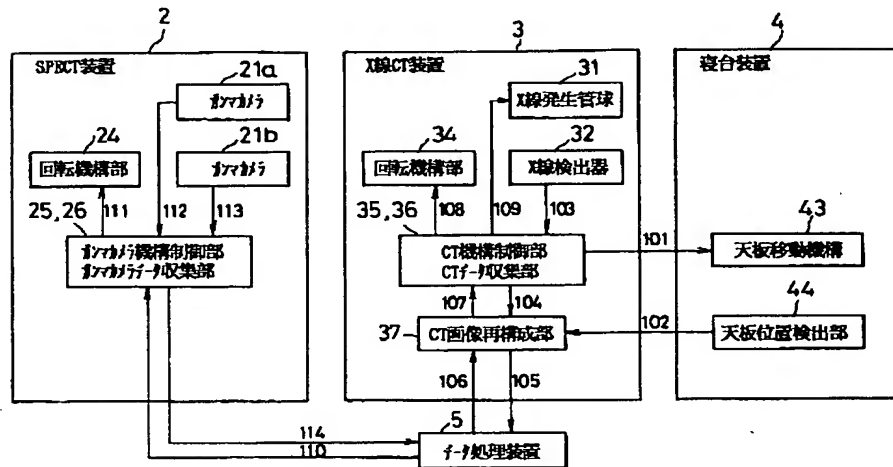 2
SPECT装置
21a
ガンマカメラ
24
21b
回転機構部
ガンマカメラ
111
112
113
25,26
ガンマカメラ機構制御部
ガンマカメラデータ収集部
3
X線CT装置
31
X線発生管球
34
32
回転機構部
X線検出器
35,36
108
109
103
CT機構制御部
CTデータ収集部
101
107
104
37
CT画像再構成部
102
106
105
4
寝台装置
43
天板移動機構
44
天板位置検出部
114
110
5
データ処理装置